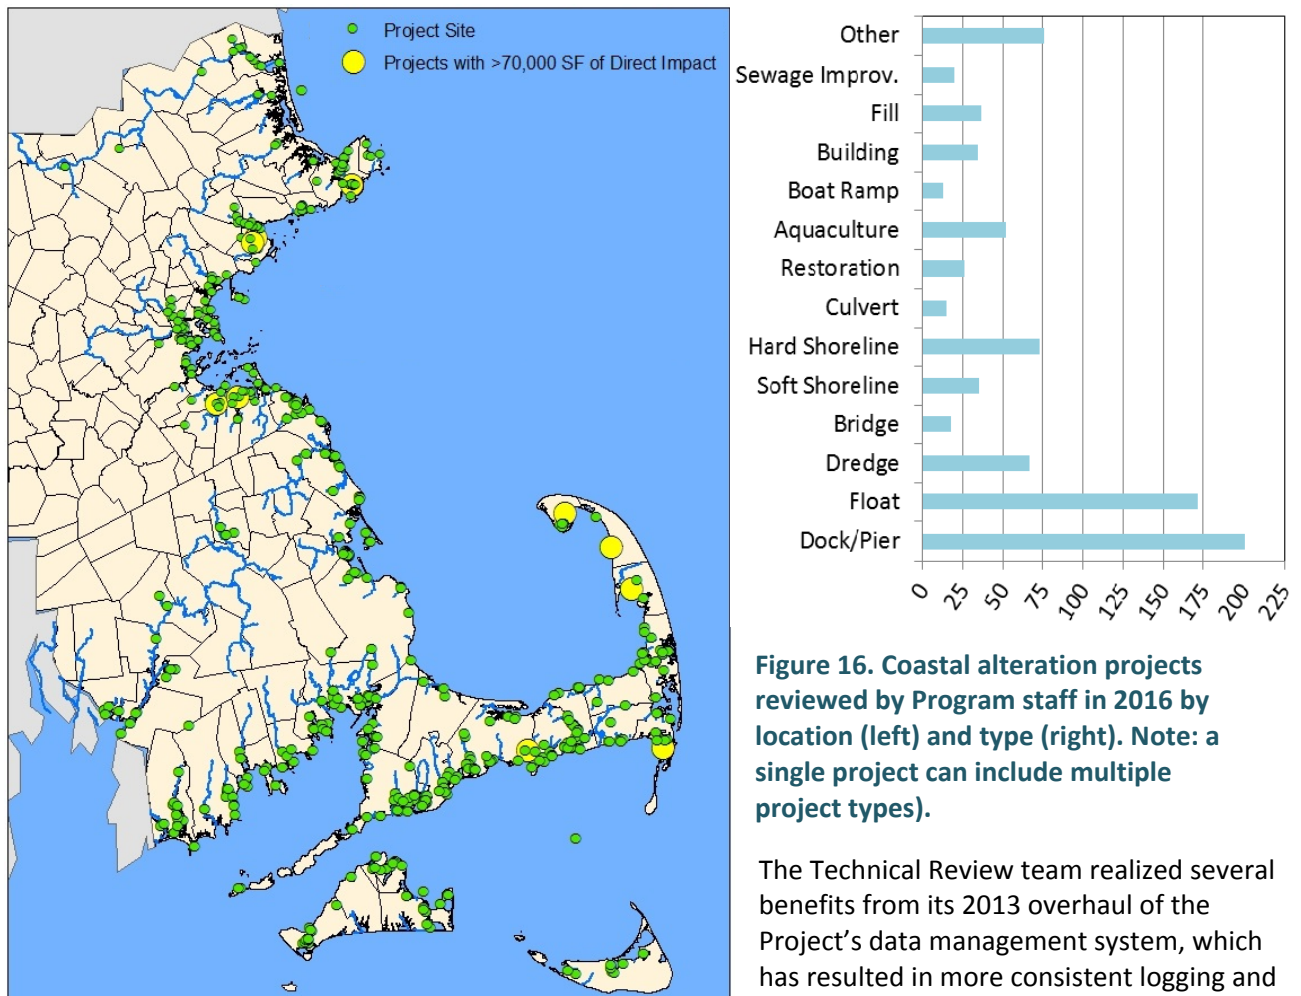 Project Site
Projects with >70,000 SF of Direct Impact
Other
Sewage Improv.
Fill
Building
Boat Ramp
Aquaculture
Restoration
Culvert
Hard Shoreline
Soft Shoreline
Bridge
Dredge
Float
Dock/Pier
0 25 50 75 100 125 150 175 200 225
Figure 16. Coastal alteration projects
reviewed by Program staff in 2016 by
location (left) and type (right). Note: a
single project can include multiple
project types).
The Technical Review team realized several
benefits from its 2013 overhaul of the
Project’s data management system, which
has resulted in more consistent logging and